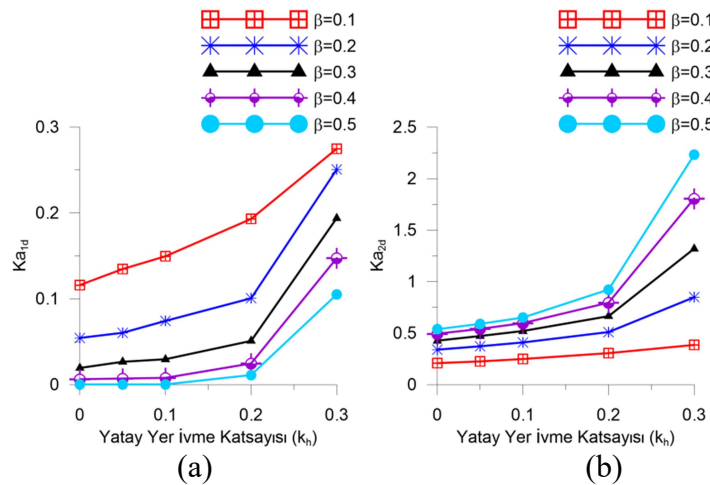 (a)
β=0.1
β=0.2
β=0.3
β=0.4
β=0.5
0.3
0.2
0.1
0
Ka1d
0 0.1 0.2 0.3
Yatay Yer İvme Katsayısı (kh)
(a)
(b)
β=0.1
β=0.2
β=0.3
β=0.4
β=0.5
2.5
2
1.5
1
0.5
0
Ka2d
0 0.1 0.2 0.3
Yatay Yer İvme Katsayısı (kh)
(b)